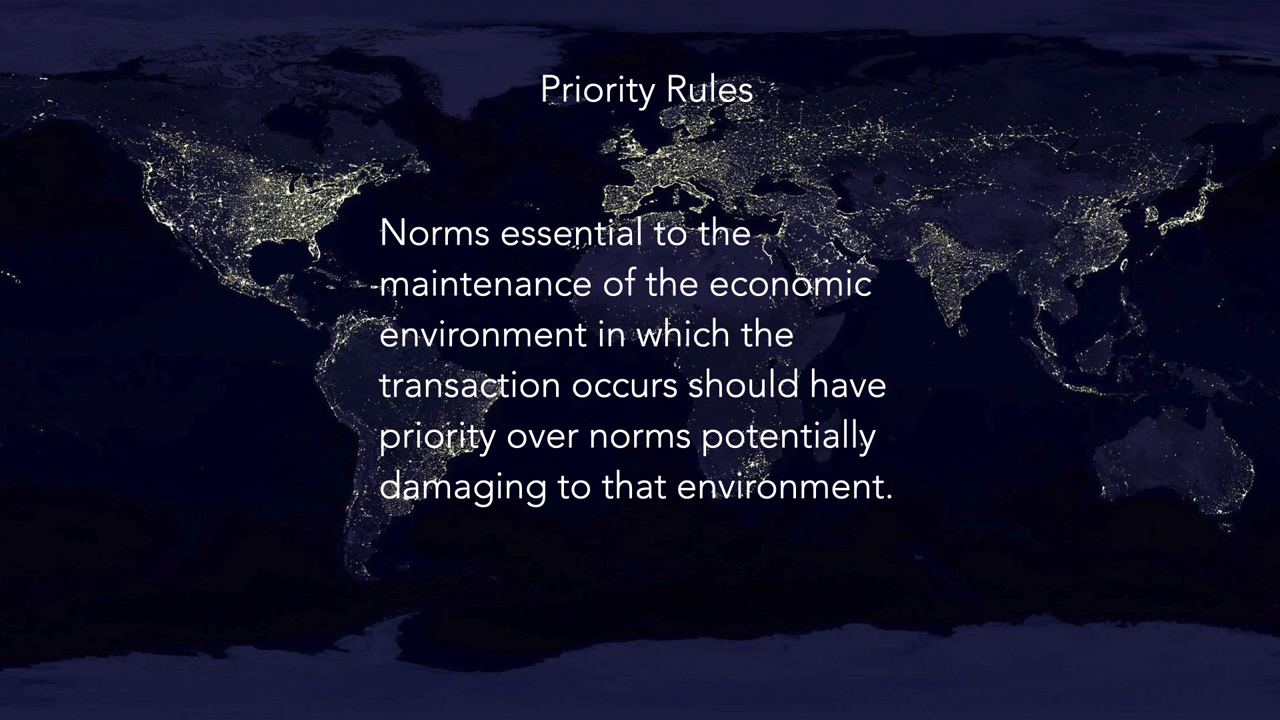 Priority Rules
Norms essential to the
maintenance of the economic
environment in which the
transaction occurs should have
priority over norms potentially
damaging to that environment.